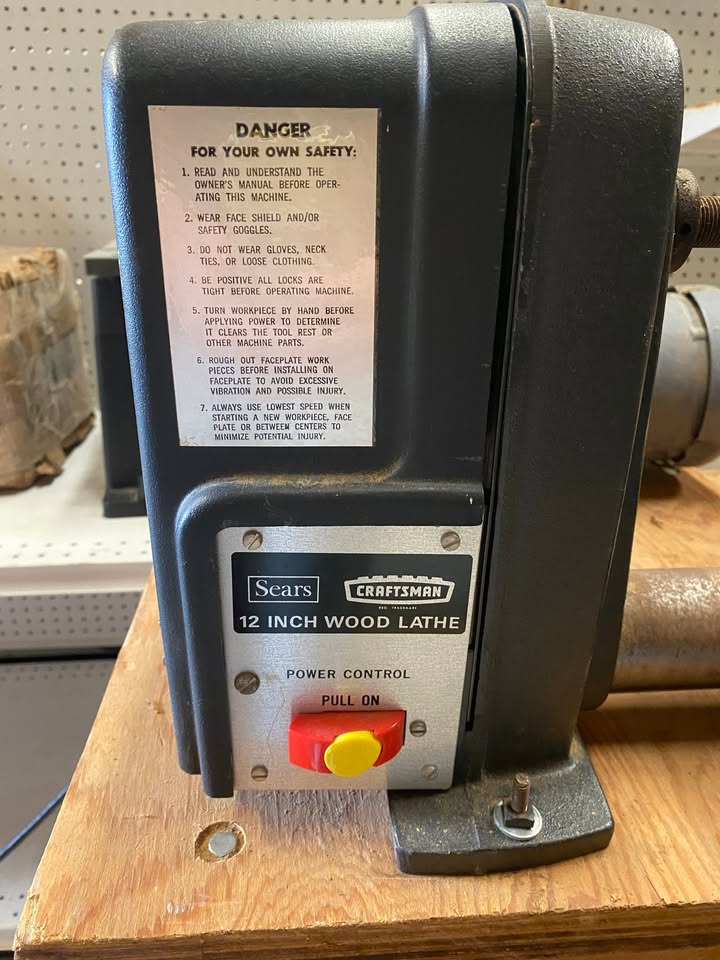 DANGER
FOR YOUR OWN SAFETY:
1. READ AND UNDERSTAND THE
OWNER'S MANUAL BEFORE OPER-
ATING THIS MACHINE.
2. WEAR FACE SHIELD AND/OR
SAFETY GOGGLES.
3. DO NOT WEAR GLOVES, NECK
TIES, OR LOOSE CLOTHING.
4. BE POSITIVE ALL LOCKS ARE
TIGHT BEFORE OPERATING MACHINE.
5. TURN WORKPIECE BY HAND BEFORE
APPLYING POWER TO DETERMINE
IT CLEARS THE TOOL REST OR
OTHER MACHINE PARTS.
6. ROUGH OUT FACEPLATE WORK
PIECES BEFORE INSTALLING ON
FACEPLATE TO AVOID EXCESSIVE
VIBRATION AND POSSIBLE INJURY.
7. ALWAYS USE LOWEST SPEED WHEN
STARTING A NEW WORKPIECE, FACE
PLATE OR BETWEEN CENTERS TO
MINIMIZE POTENTIAL INJURY.
Sears CRAFTSMAN
REG. TRADEMARK
12 INCH WOOD LATHE
POWER CONTROL
PULL ON